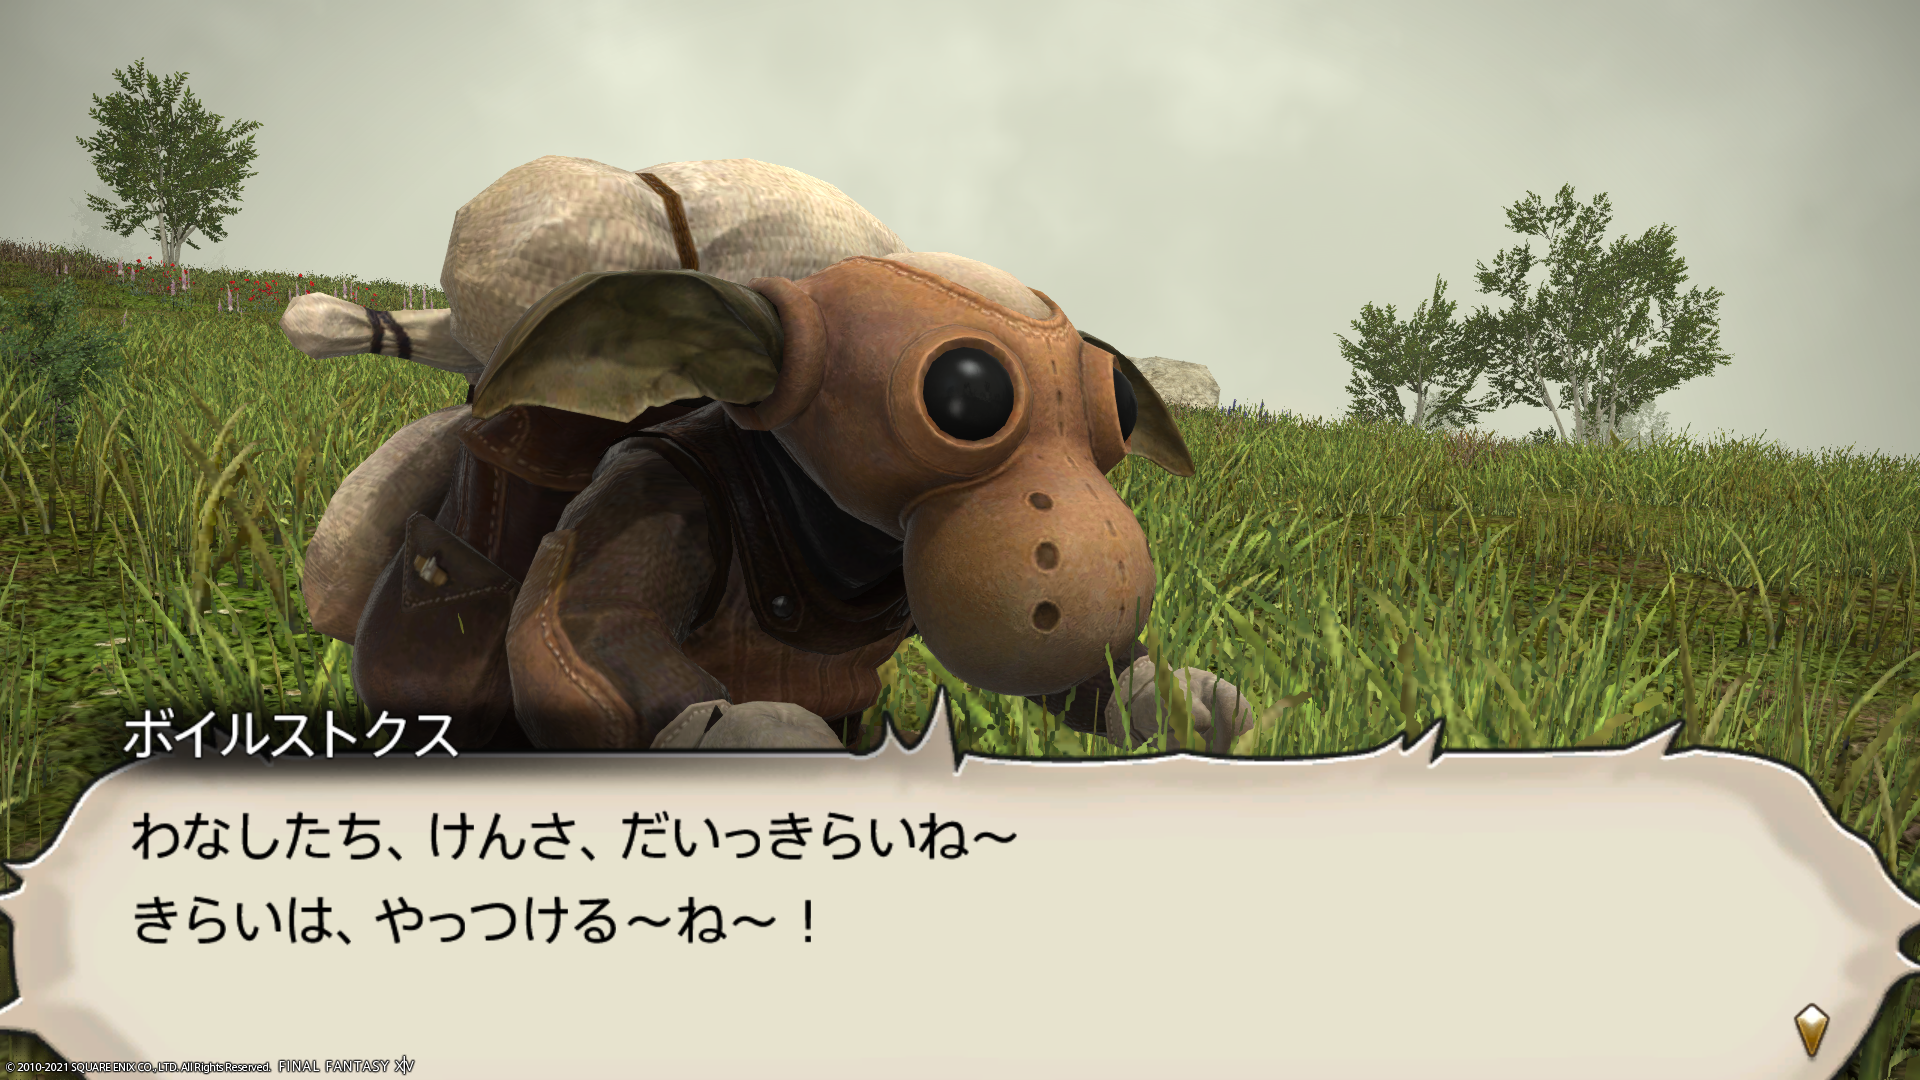 ボイルストクス
わなしたち、けんさ、だいっきらいね～
きらいは、やっつける～ね～！
© 2010-2021 SQUARE ENIX CO., LTD. All Rights Reserved. FINAL FANTASY XIV